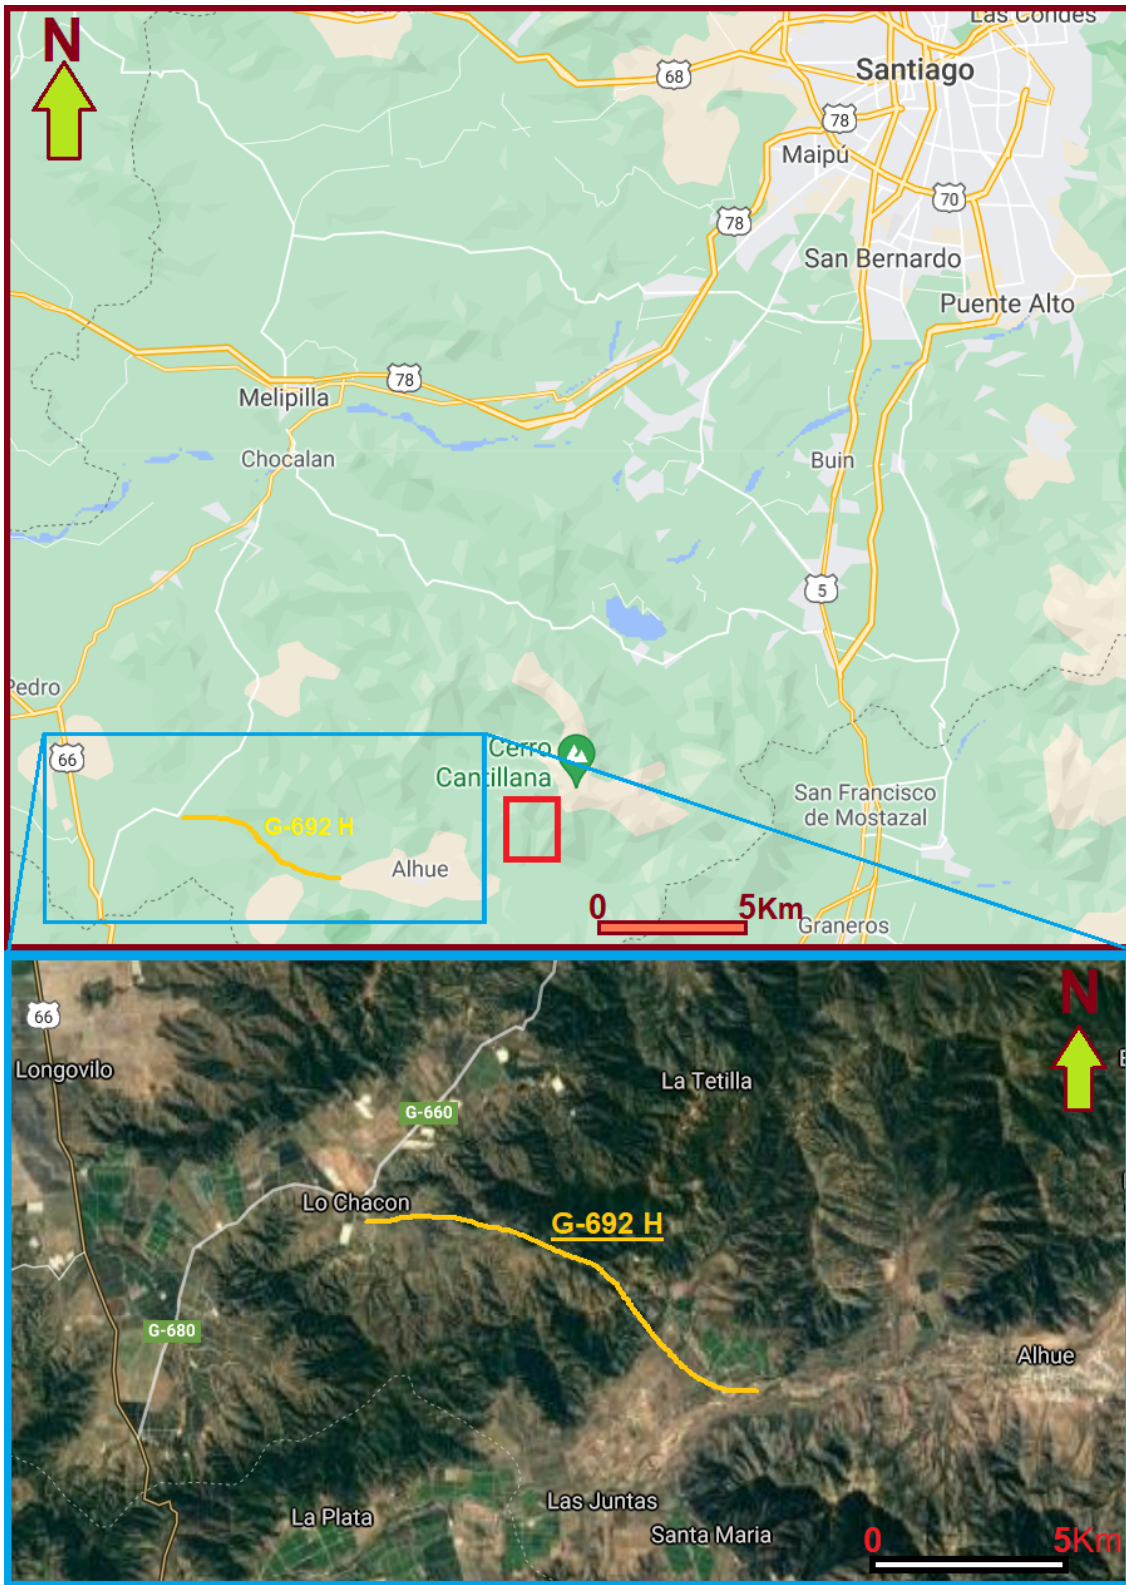 N
Las Condes
68
Santiago
78
Maipú
70
78
San Bernardo
Puente Alto
78
Melipilla
Chocalan
Buin
5
Pedro
66
Cerro
Cantillana
San Francisco
de Mostazal
G-692 H
Alhue
0 5Km
Graneros
N
66
Longovilo
La Tetilla
G-660
Lo Chacon
G-692 H
G-680
Alhue
Las Juntas
La Plata
Santa Maria
0 5Km